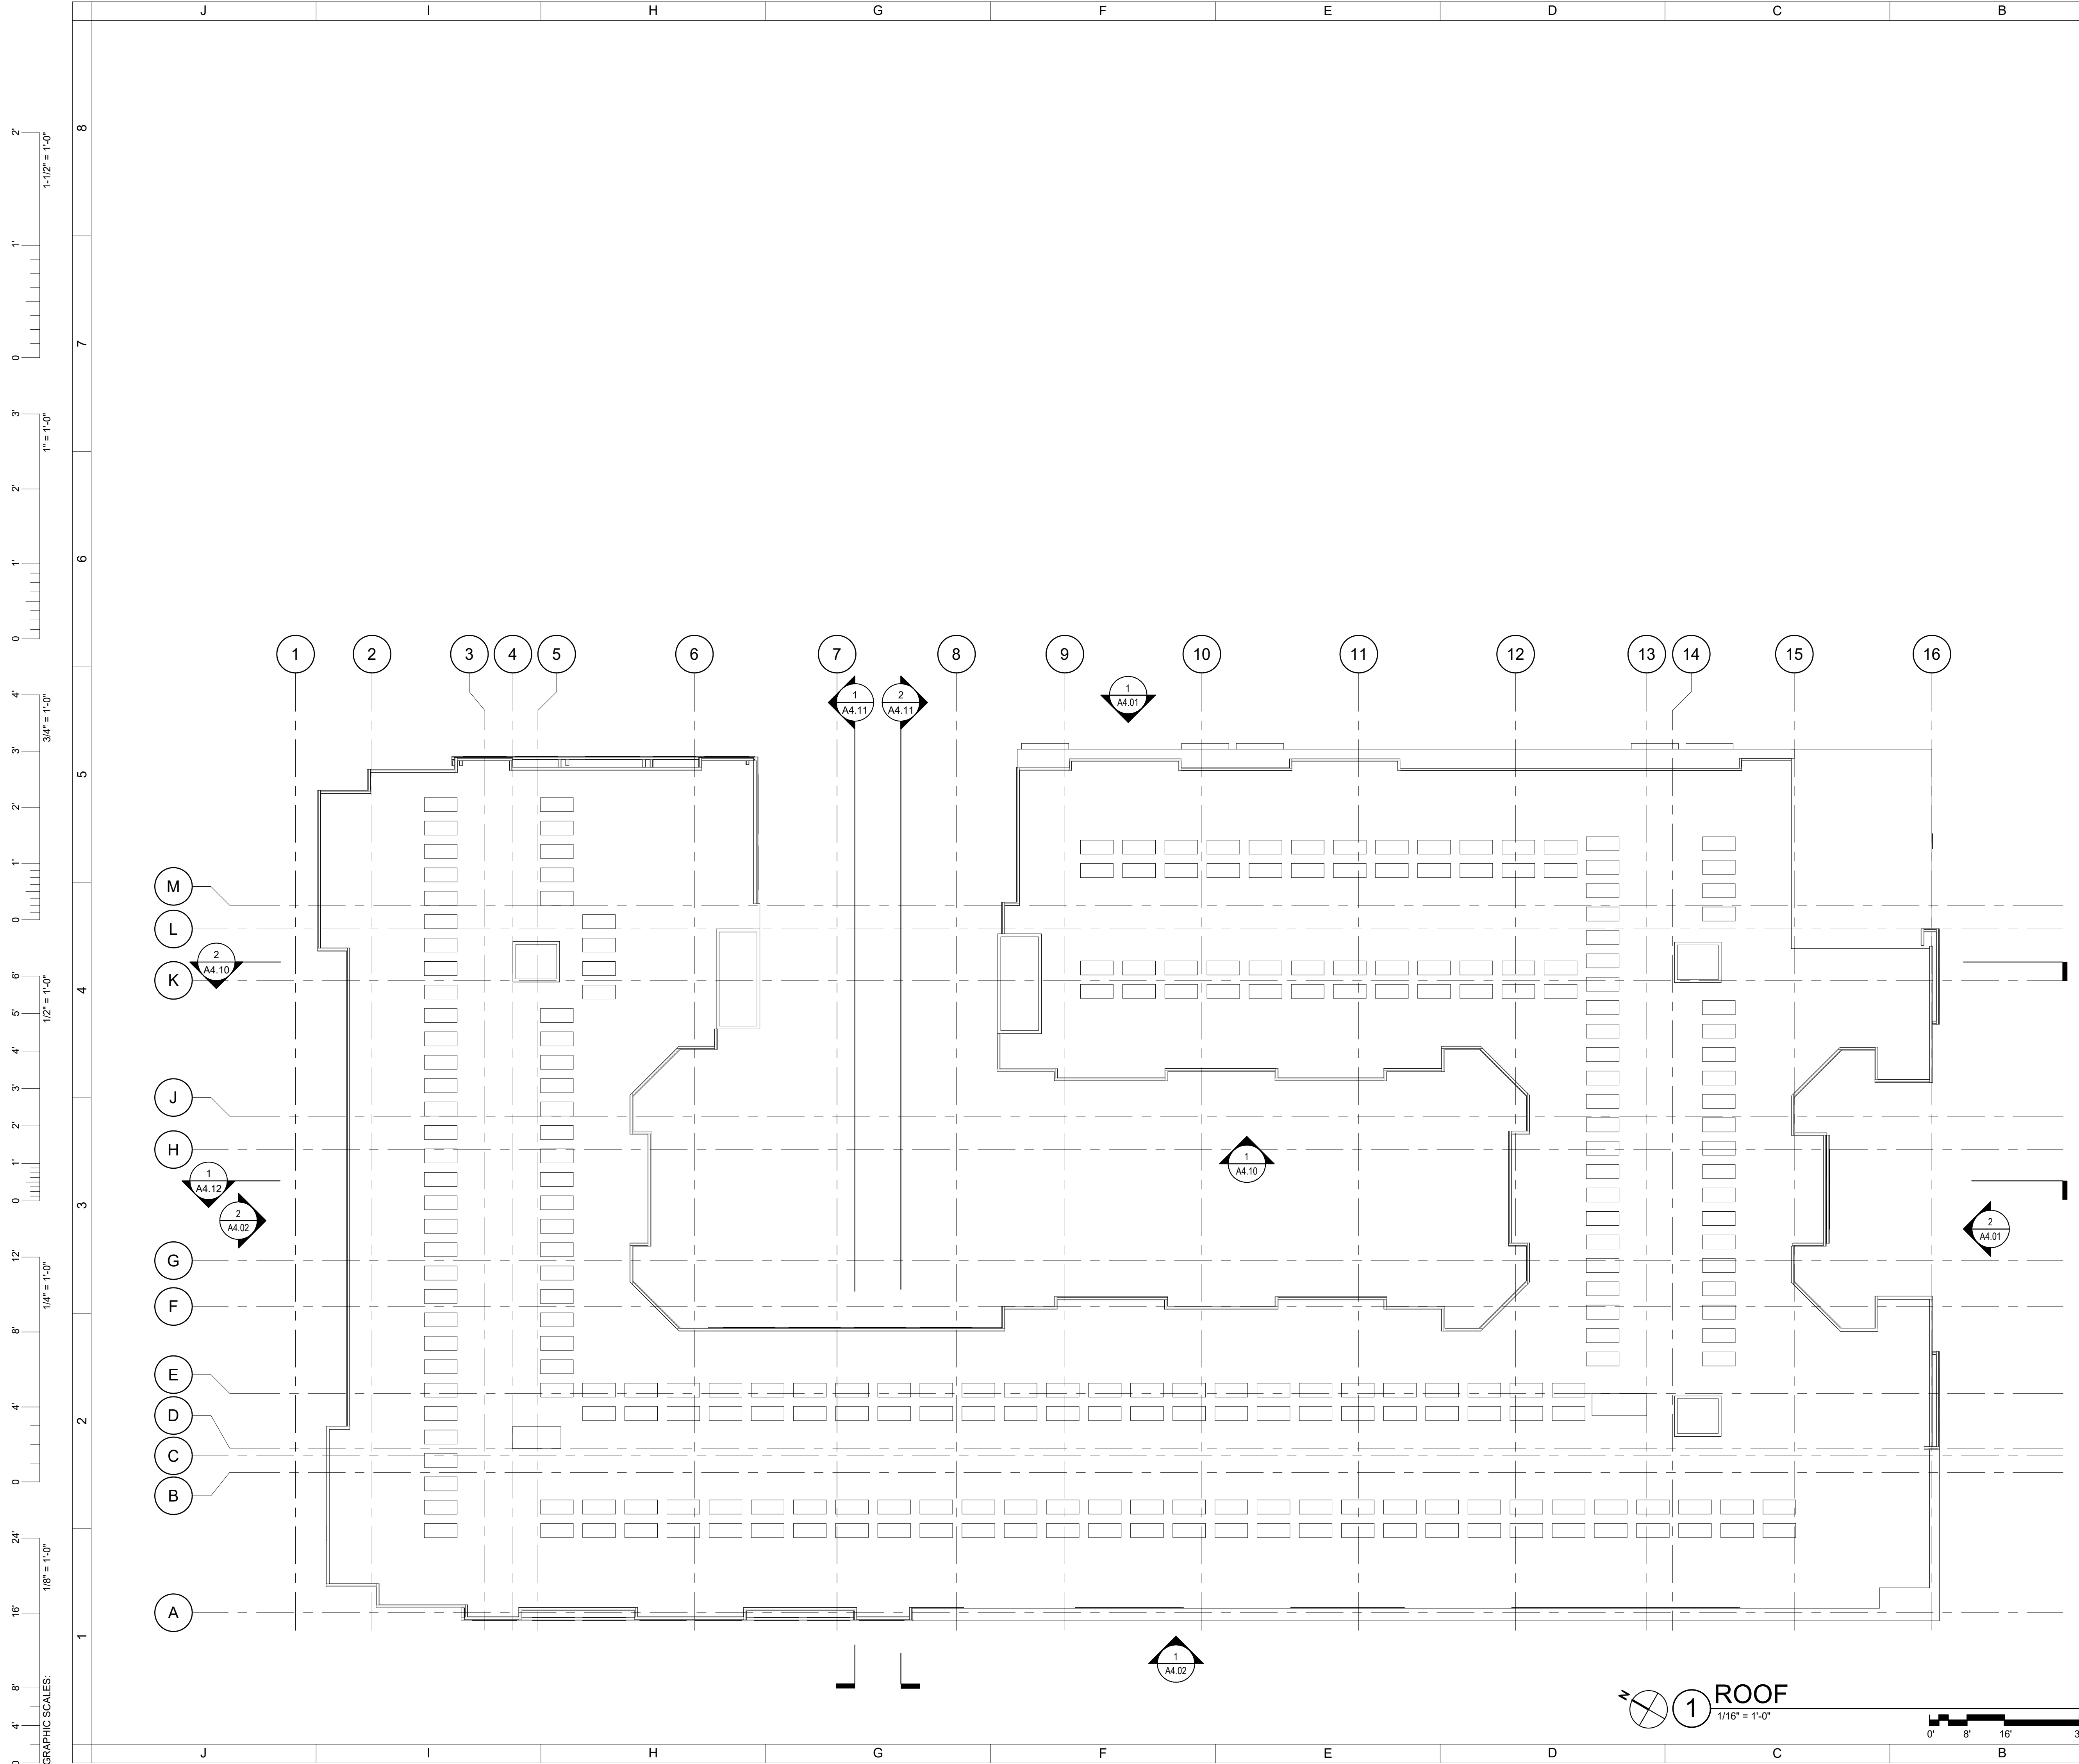 J I H G F E D C B
8
7
6
5
4
3
2
1
2' 1' 0
1-1/2" = 1'-0"
3' 2' 1' 0
1" = 1'-0"
4' 3' 2' 1' 0
3/4" = 1'-0"
6' 5' 4' 3' 2' 1' 0
1/2" = 1'-0"
12' 8' 4' 0
1/4" = 1'-0"
24' 16' 8' 4' 0
1/8" = 1'-0"
GRAPHIC SCALES:
1 2 3 4 5 6 7 8 9 10 11 12 13 14 15 16
1
A4.11
2
A4.11
1
A4.01
M
L
2
A4.10
K
J
H
1
A4.10
1
A4.12
2
A4.02
2
A4.01
G
F
E
D
C
B
A
1
A4.02
N
1
ROOF
1/16" = 1'-0"
0' 8' 16'
J I H G F E D C B